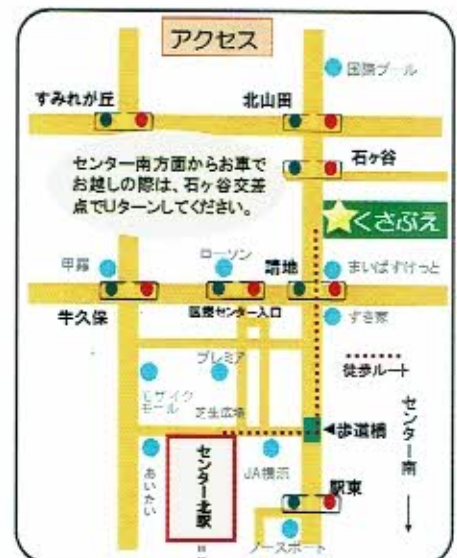 アクセス
国際プール
すみれが丘
北山田
センター南方面からお車で
お越しの際は、石ヶ谷交差
点でUターンしてください。
石ヶ谷
くさぶえ
甲羅
ローソン
請地
まいばすけっと
牛久保
医療センター入口
すき家
プレミア
徒歩ルート
モザイク
モール
芝生広場
歩道橋
センター南
あいたい
センター北駅
JA横浜
駅東
ノースポート